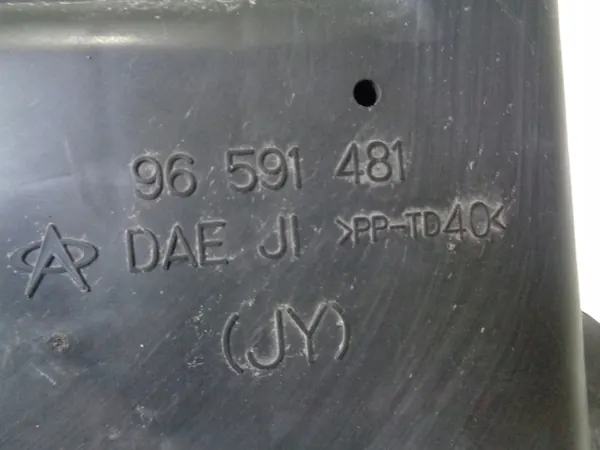 96 591 481
DAE JI >PP-TD40<
(JY)